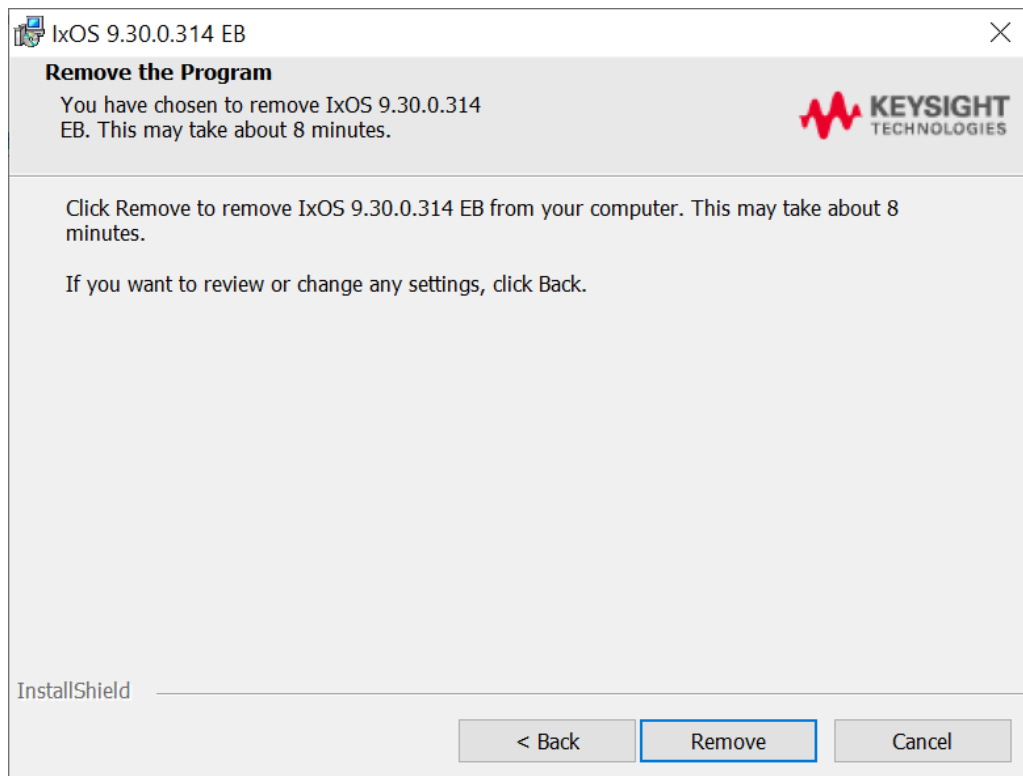 IxOS 9.30.0.314 EB
Remove the Program
You have chosen to remove IxOS 9.30.0.314
EB. This may take about 8 minutes.
KEYSIGHT
TECHNOLOGIES
Click Remove to remove IxOS 9.30.0.314 EB from your computer. This may take about 8
minutes.
If you want to review or change any settings, click Back.
InstallShield
< Back
Remove
Cancel